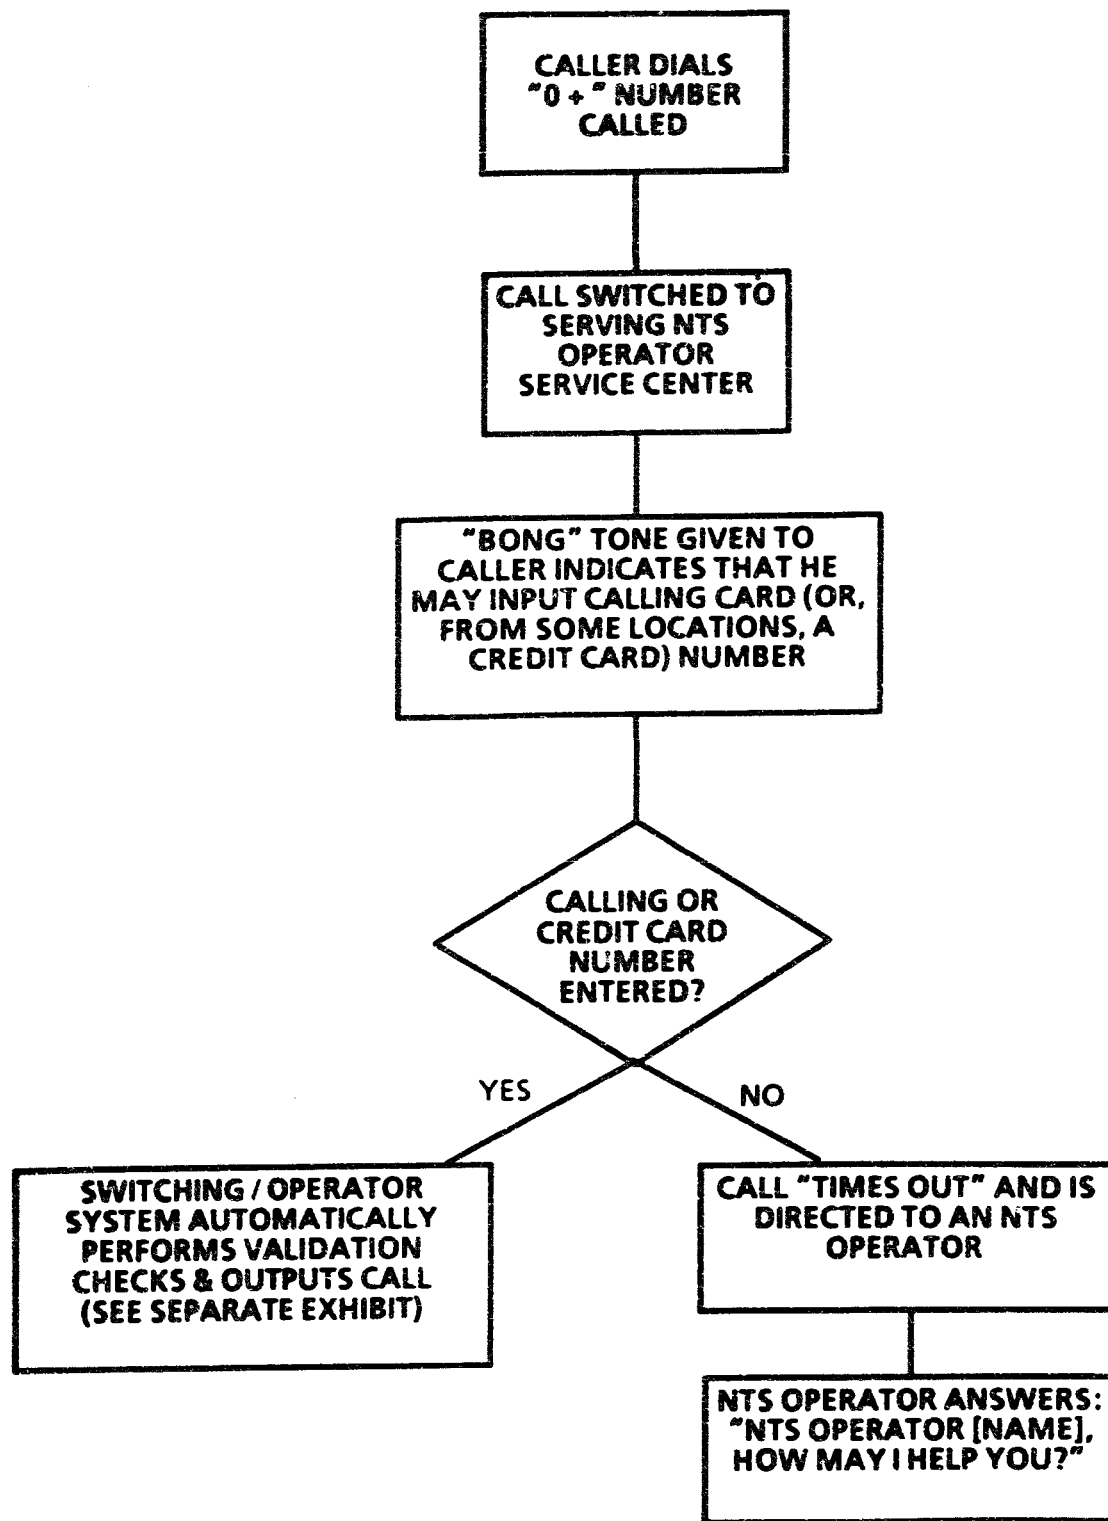 CALLER DIALS
"0 + " NUMBER
CALLED
CALL SWITCHED TO
SERVING NTS
OPERATOR
SERVICE CENTER
"BONG" TONE GIVEN TO
CALLER INDICATES THAT HE
MAY INPUT CALLING CARD (OR,
FROM SOME LOCATIONS, A
CREDIT CARD) NUMBER
CALLING OR
CREDIT CARD
NUMBER
ENTERED?
YES
NO
SWITCHING / OPERATOR
SYSTEM AUTOMATICALLY
PERFORMS VALIDATION
CHECKS & OUTPUTS CALL
(SEE SEPARATE EXHIBIT)
CALL "TIMES OUT" AND IS
DIRECTED TO AN NTS
OPERATOR
NTS OPERATOR ANSWERS:
"NTS OPERATOR [NAME],
HOW MAY I HELP YOU?"